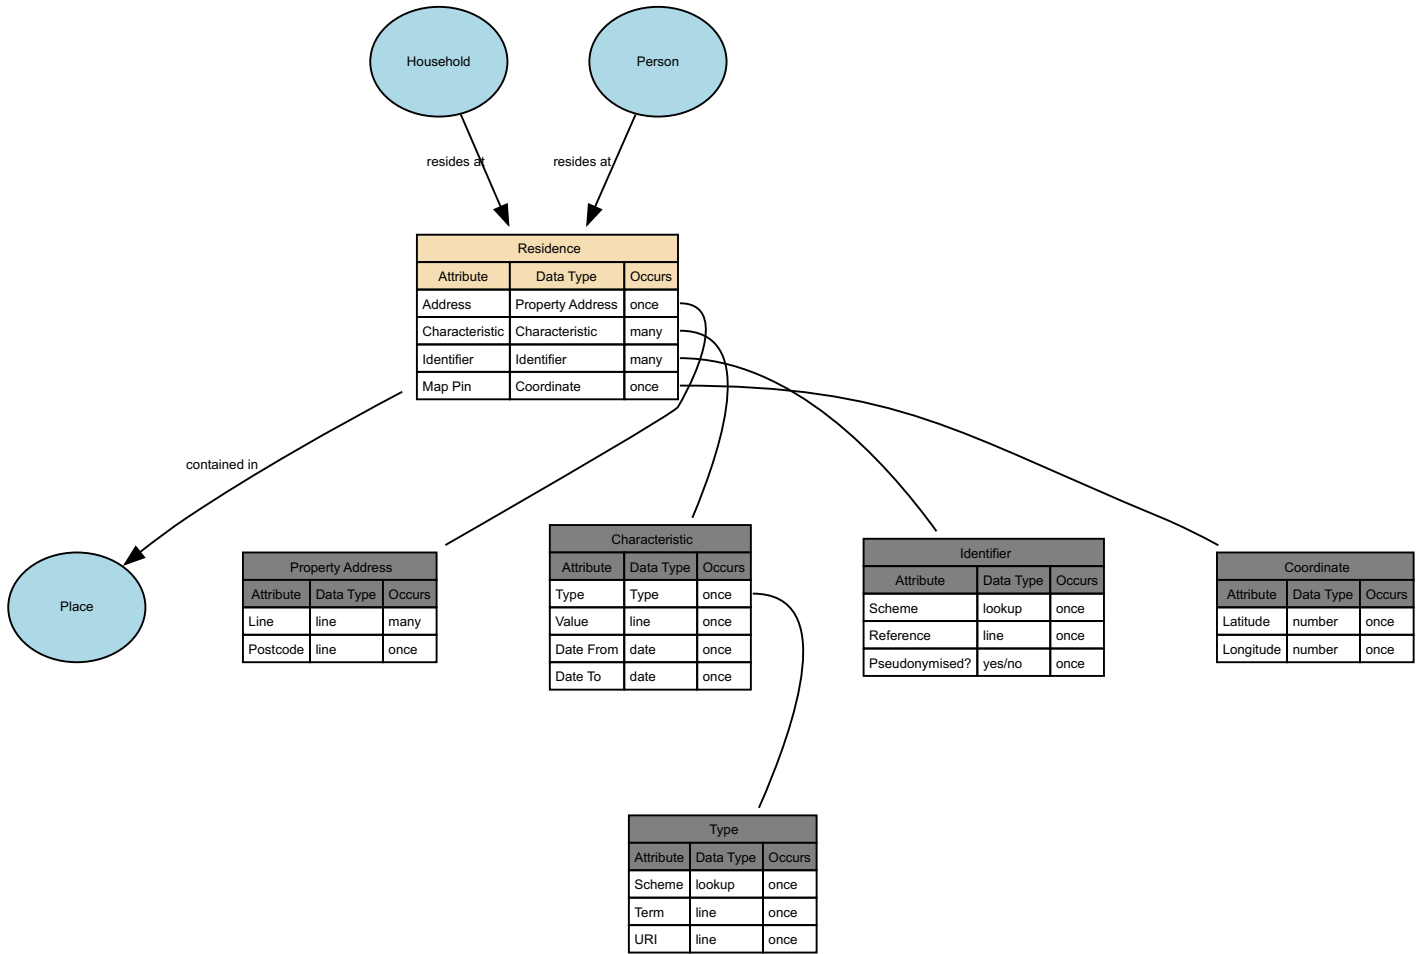 Household
Person
resides at
resides at
Residence
Attribute Data Type Occurs
Address Property Address once
Characteristic Characteristic many
Identifier Identifier many
Map Pin Coordinate once
contained in
Place
Property Address
Attribute Data Type Occurs
Line line many
Postcode line once
Characteristic
Attribute Data Type Occurs
Type Type once
Value line once
Date From date once
Date To date once
Identifier
Attribute Data Type Occurs
Scheme lookup once
Reference line once
Pseudonymised? yes/no once
Coordinate
Attribute Data Type Occurs
Latitude number once
Longitude number once
Type
Attribute Data Type Occurs
Scheme lookup once
Term line once
URI line once